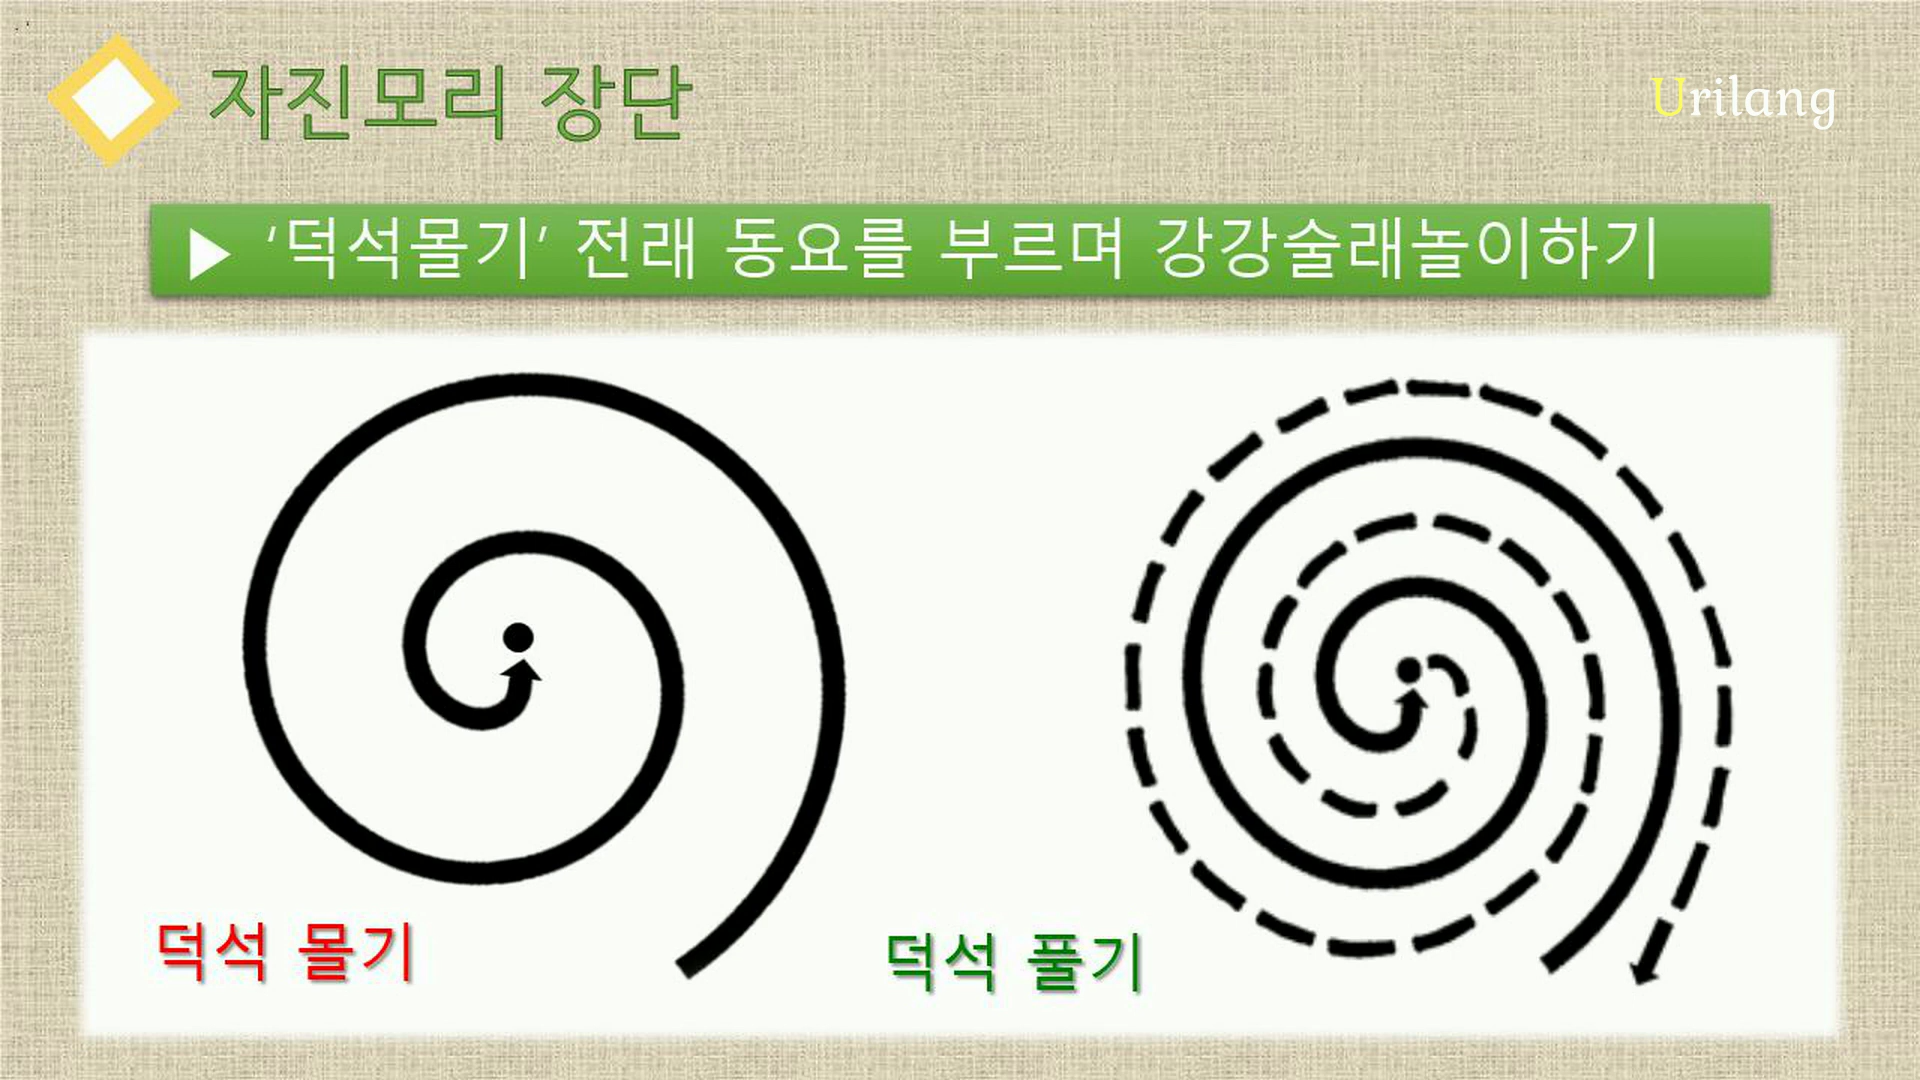 자진모리 장단
Urilang
▶ ‘덕석몰기’ 전래 동요를 부르며 강강술래놀이하기
덕석 몰기
덕석 풀기